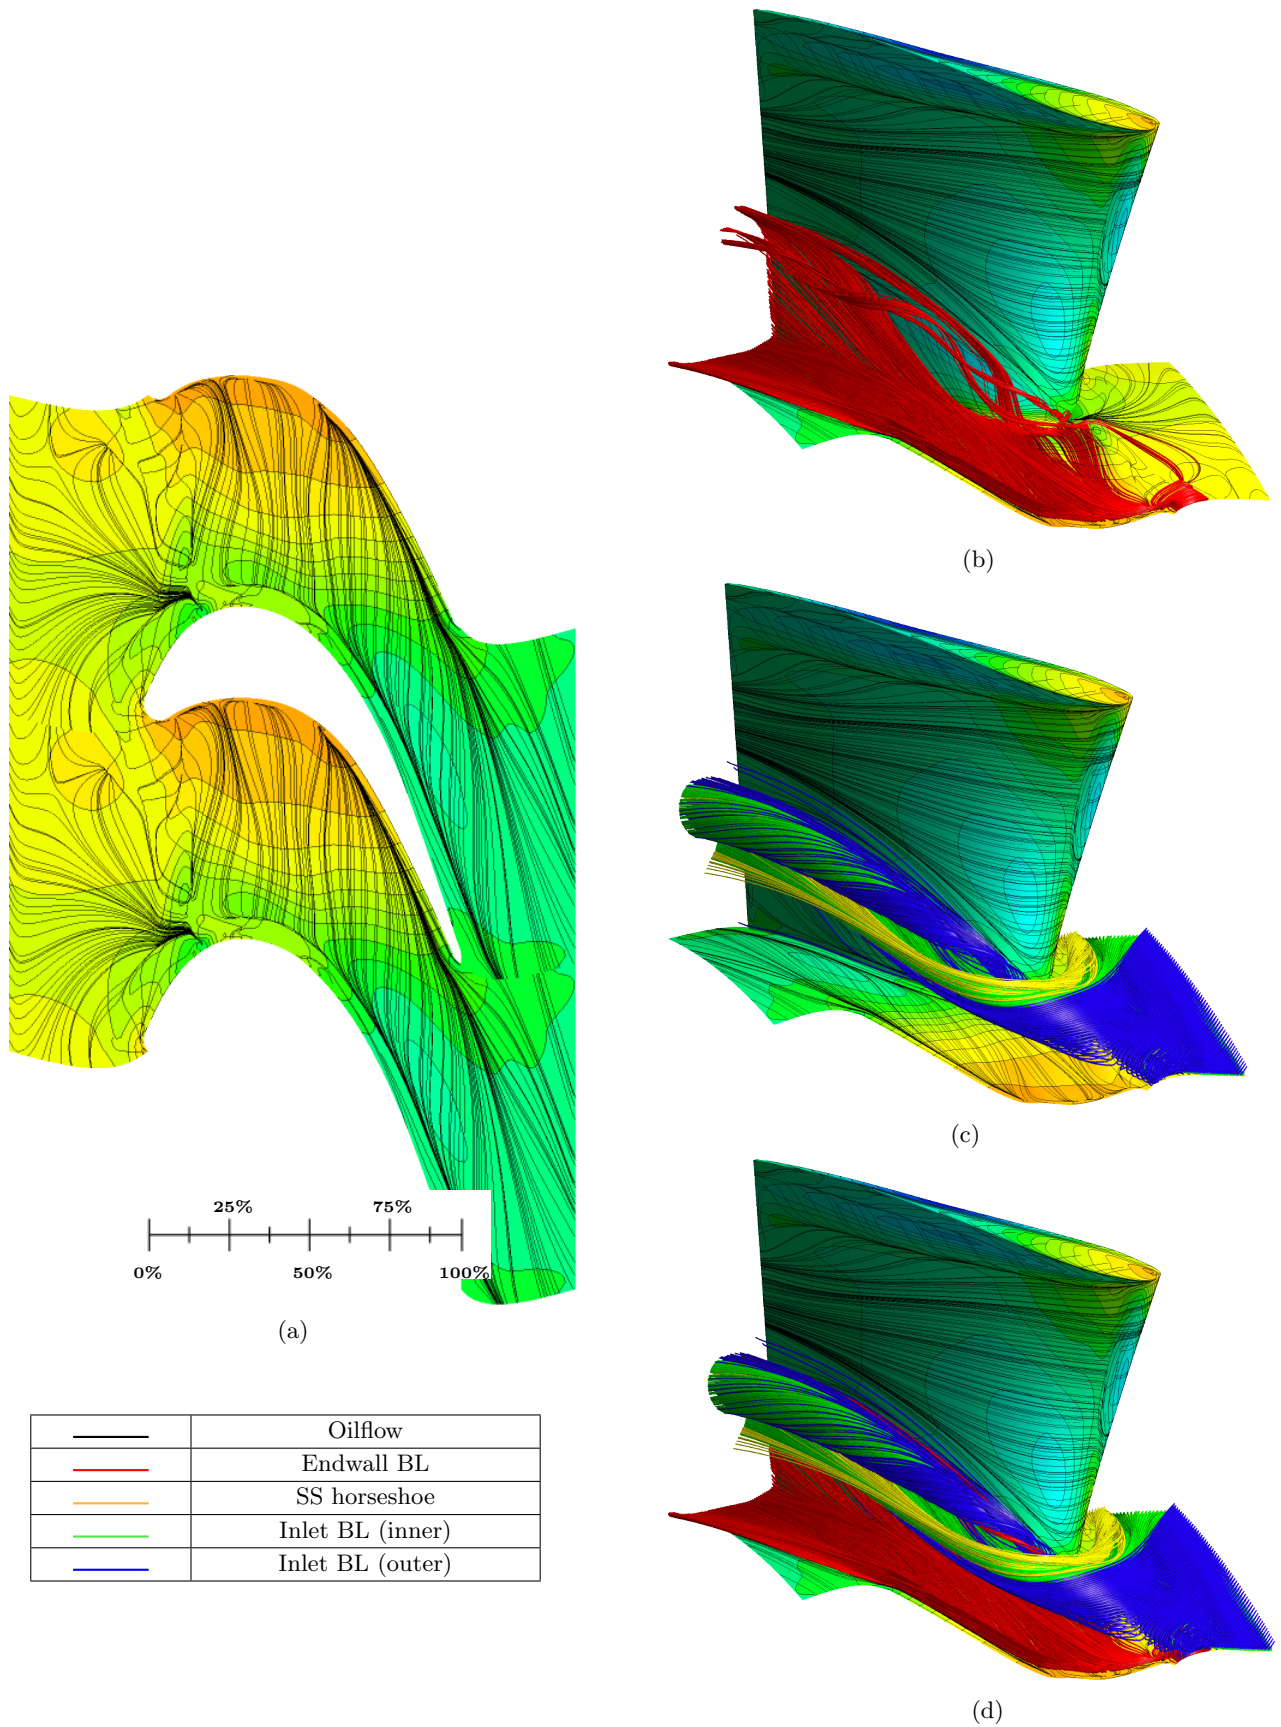 (b)
(c)
25% 75%
0% 50% 100%
(a)
Oilflow
Endwall BL
SS horseshoe
Inlet BL (inner)
Inlet BL (outer)
(d)